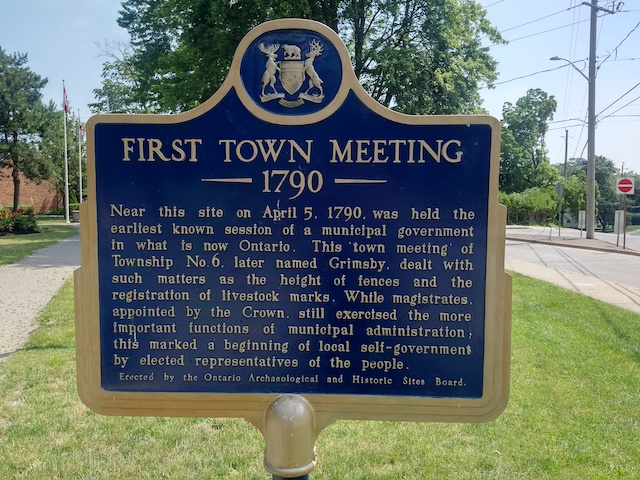 FIRST TOWN MEETING
1790
Near this site on April 5, 1790, was held the
earliest known session of a municipal government
in what is now Ontario. This 'town meeting' of
Township No. 6, later named Grimsby, dealt with
such matters as the height of fences and the
registration of livestock marks. While magistrates,
appointed by the Crown, still exercised the more
important functions of municipal administration,
this marked a beginning of local self-government
by elected representatives of the people.
Erected by the Ontario Archaeological and Historic Sites Board.